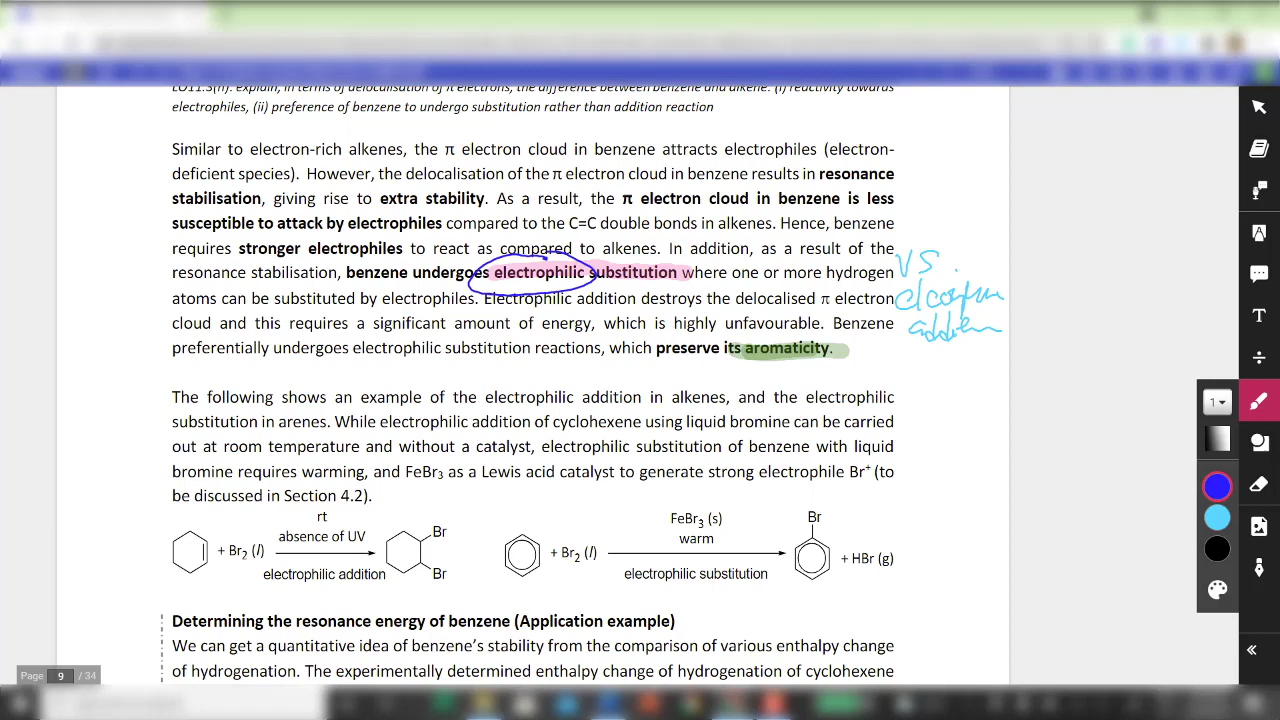 LO11.3(h): explain, in terms of delocalisation of π electrons, the difference between benzene and alkene: (i) reactivity towards
electrophiles, (ii) preference of benzene to undergo substitution rather than addition reaction
Similar to electron-rich alkenes, the π electron cloud in benzene attracts electrophiles (electron-
deficient species). However, the delocalisation of the π electron cloud in benzene results in resonance
stabilisation, giving rise to extra stability. As a result, the π electron cloud in benzene is less
susceptible to attack by electrophiles compared to the C=C double bonds in alkenes. Hence, benzene
requires stronger electrophiles to react as compared to alkenes. In addition, as a result of the
resonance stabilisation, benzene undergoes electrophilic substitution where one or more hydrogen
atoms can be substituted by electrophiles. Electrophilic addition destroys the delocalised π electron
cloud and this requires a significant amount of energy, which is highly unfavourable. Benzene
preferentially undergoes electrophilic substitution reactions, which preserve its aromaticity.
VS
The following shows an example of the electrophilic addition in alkenes, and the electrophilic
substitution in arenes. While electrophilic addition of cyclohexene using liquid bromine can be carried
out at room temperature and without a catalyst, electrophilic substitution of benzene with liquid
bromine requires warming, and FeBr₃ as a Lewis acid catalyst to generate strong electrophile Br⁺ (to
be discussed in Section 4.2).
rt
absence of UV
+ Br₂ (l)
electrophilic addition
Br
Br
FeBr₃ (s)
warm
+ Br₂ (l)
electrophilic substitution
Br
+ HBr (g)
Determining the resonance energy of benzene (Application example)
We can get a quantitative idea of benzene's stability from the comparison of various enthalpy change
of hydrogenation. The experimentally determined enthalpy change of hydrogenation of cyclohexene
Page 9 / 34
1
T